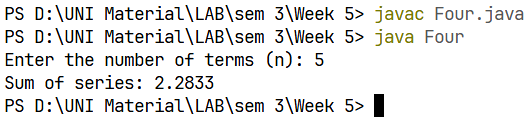 PS D:\UNI Material\LAB\sem 3\Week 5> javac Four.java
PS D:\UNI Material\LAB\sem 3\Week 5> java Four
Enter the number of terms (n): 5
Sum of series: 2.2833
PS D:\UNI Material\LAB\sem 3\Week 5>